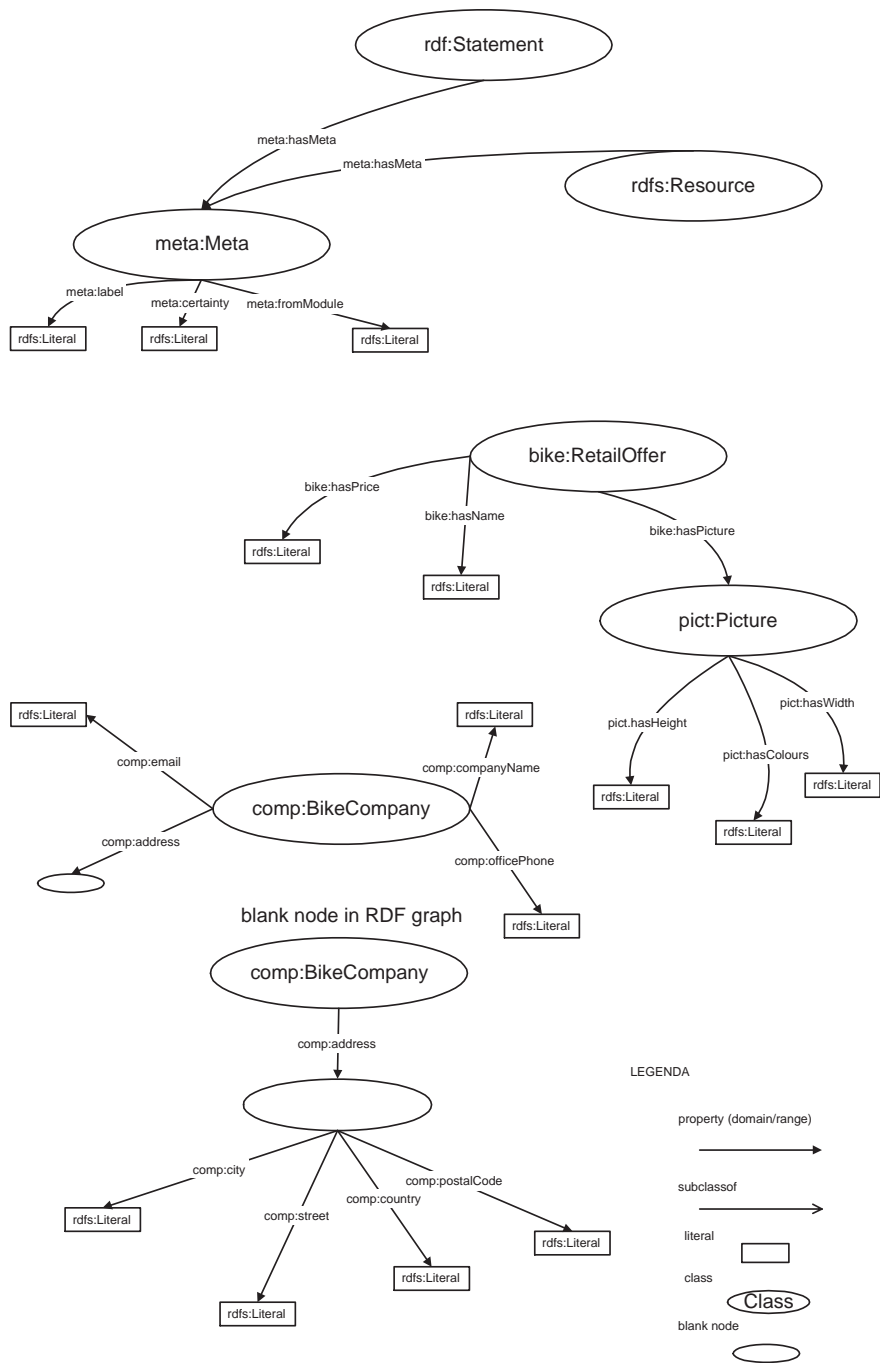 rdf:Statement
meta:hasMeta
meta:hasMeta
rdfs:Resource
meta:Meta
meta:label
meta:certainty
meta:fromModule
rdfs:Literal
rdfs:Literal
rdfs:Literal
bike:RetailOffer
bike:hasPrice
bike:hasName
bike:hasPicture
rdfs:Literal
rdfs:Literal
pict:Picture
pict.hasHeight
pict:hasColours
pict:hasWidth
rdfs:Literal
rdfs:Literal
rdfs:Literal
rdfs:Literal
rdfs:Literal
comp:email
comp:companyName
comp:BikeCompany
comp:address
comp:officePhone
rdfs:Literal
blank node in RDF graph
comp:BikeCompany
comp:address
comp:city
comp:street
comp:country
comp:postalCode
rdfs:Literal
rdfs:Literal
rdfs:Literal
rdfs:Literal
LEGENDA
property (domain/range)
subclassof
literal
class
Class
blank node